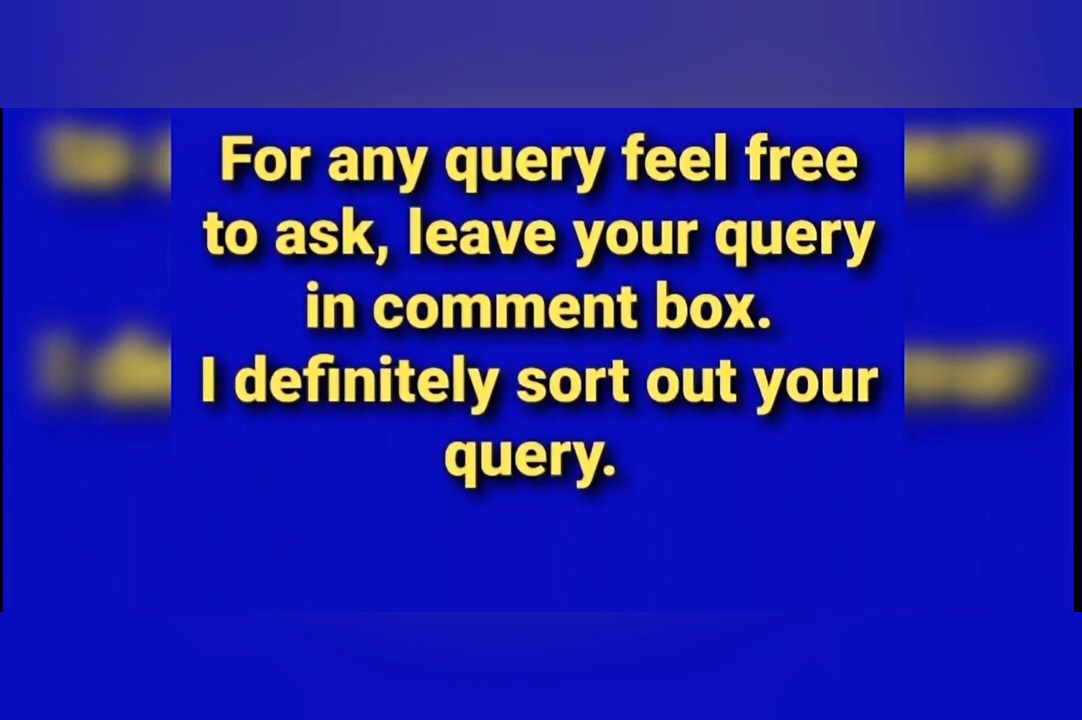 For any query feel free
to ask, leave your query
in comment box.
I definitely sort out your
query.